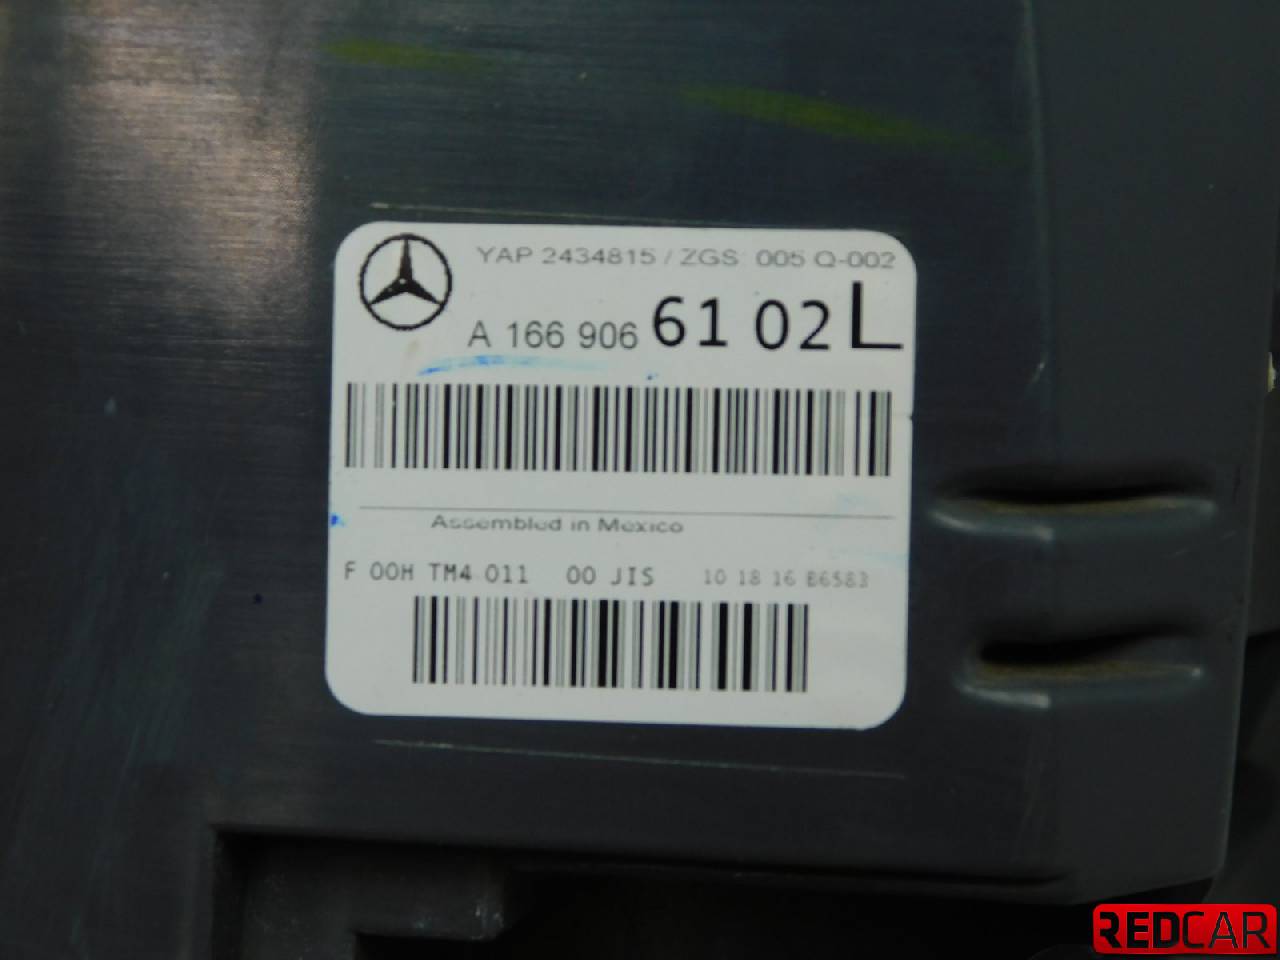 YAP 2434815 / ZGS: 005 Q-002
A 166 906 61 02 L
Assembled in Mexico
F 00H TM4 011 00 JIS 10 18 16 B6583
REDCAR